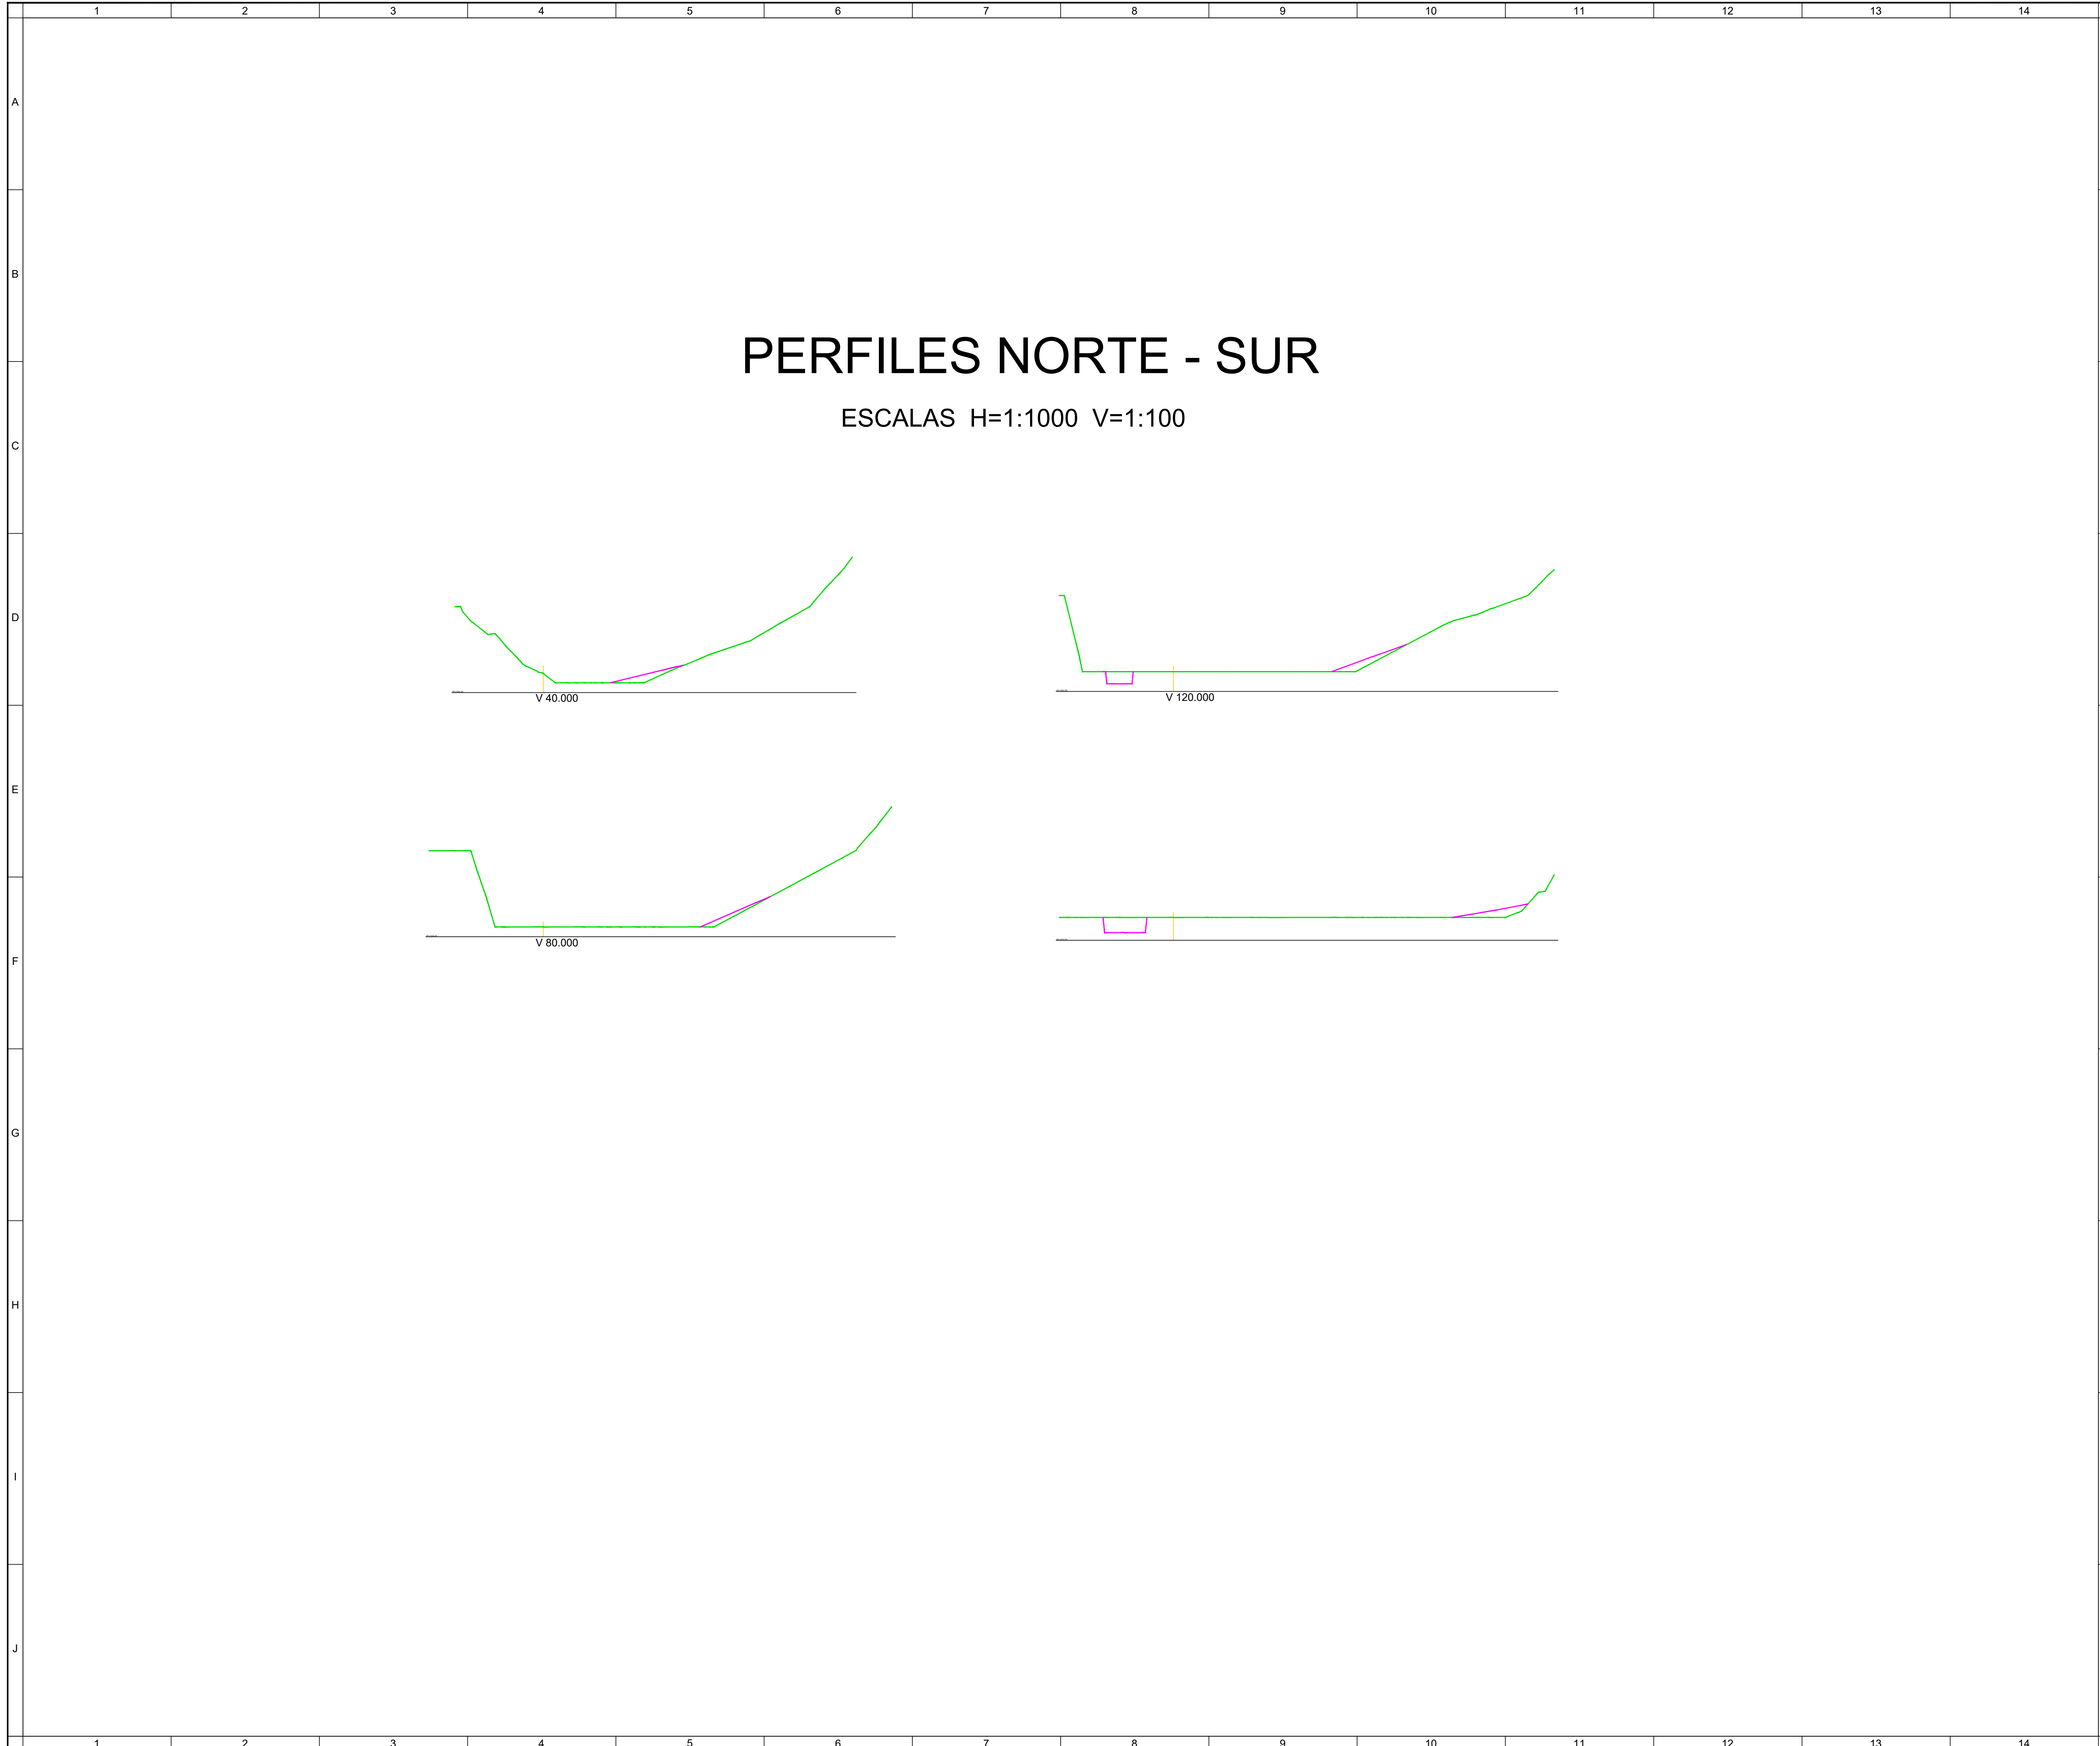 1 2 3 4 5 6 7 8 9 10 11 12 13 14
A
B
PERFILES NORTE - SUR
ESCALAS H=1:1000 V=1:100
C
D
V 40.000
V 120.000
E
V 80.000
F
G
H
I
J
1 2 3 4 5 6 7 8 9 10 11 12 13 14